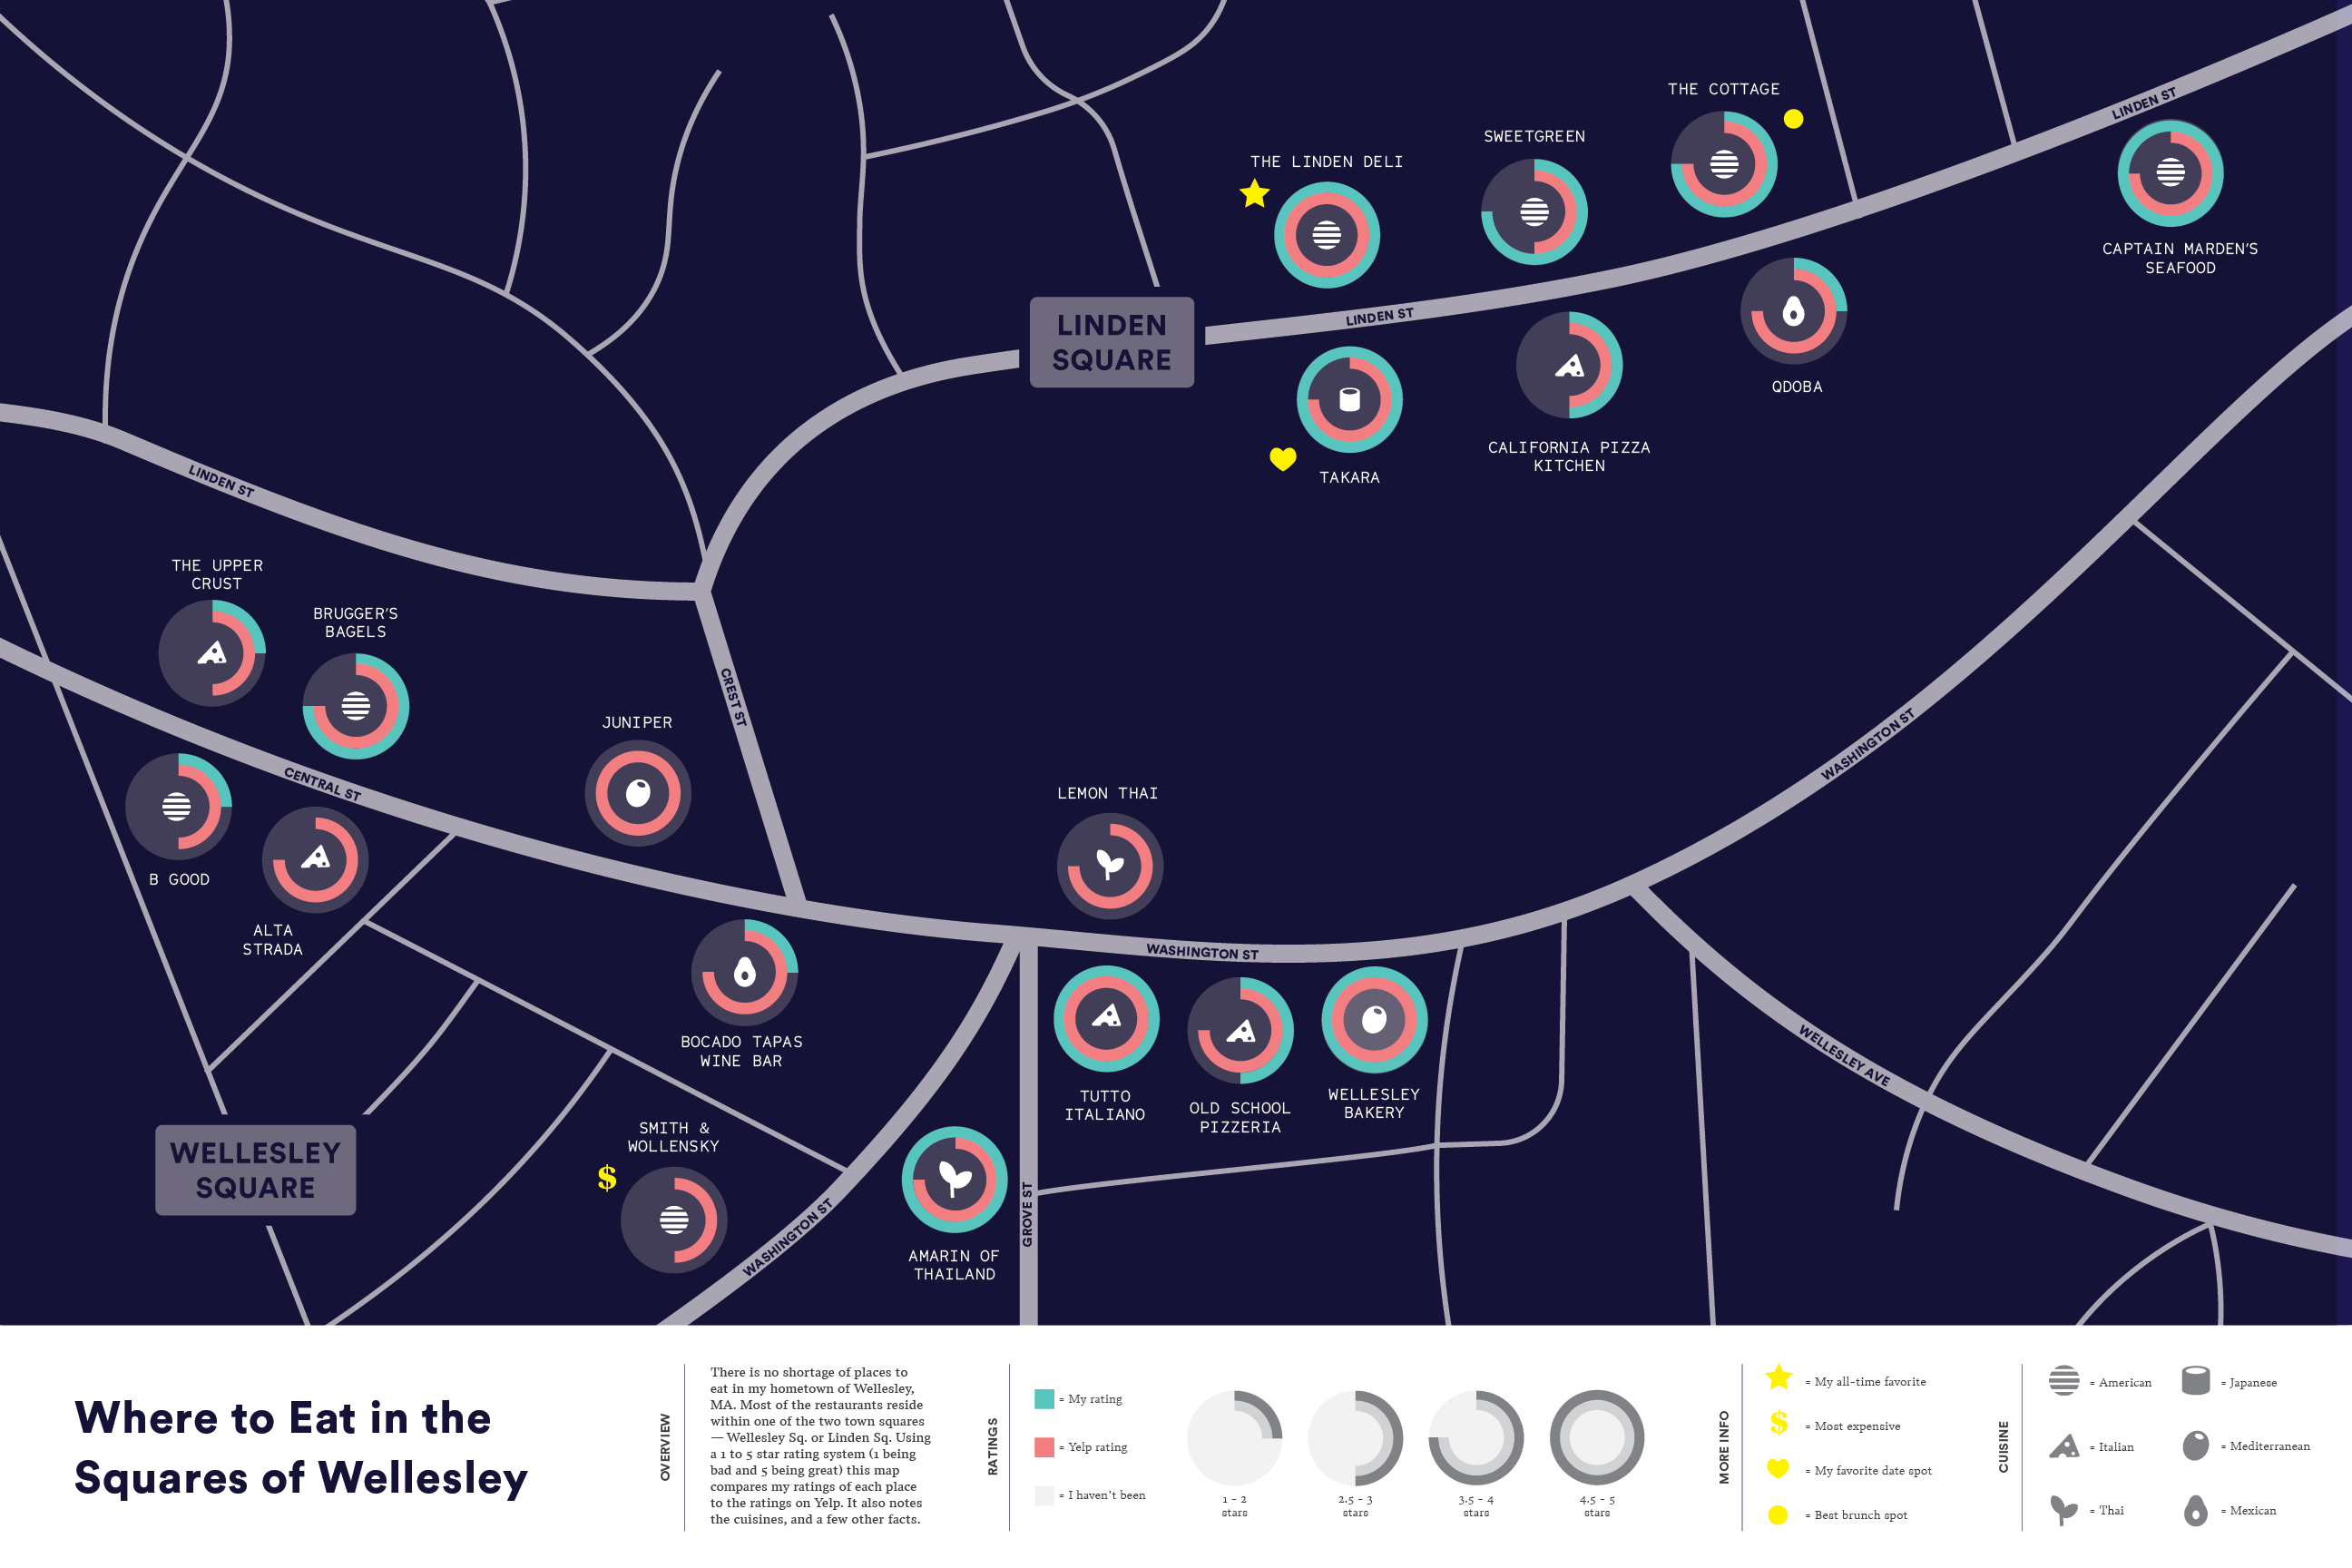 THE COTTAGE
LINDEN ST
SWEETGREEN
THE LINDEN DELI
CAPTAIN MARDEN'S
SEAFOOD
LINDEN
SQUARE
LINDEN ST
QDOBA
CALIFORNIA PIZZA
KITCHEN
TAKARA
LINDEN ST
THE UPPER
CRUST
BRUGGER'S
BAGELS
CREST ST
JUNIPER
WASHINGTON ST
CENTRAL ST
LEMON THAI
B GOOD
ALTA
STRADA
WASHINGTON ST
BOCADO TAPAS
WINE BAR
WELLESLEY AVE
TUTTO
ITALIANO
OLD SCHOOL
PIZZERIA
WELLESLEY
BAKERY
SMITH &
WOLLENSKY
$
WELLESLEY
SQUARE
WASHINGTON ST
GROVE ST
AMARIN OF
THAILAND
Where to Eat in the
Squares of Wellesley
OVERVIEW
There is no shortage of places to
eat in my hometown of Wellesley,
MA. Most of the restaurants reside
within one of the two town squares
— Wellesley Sq. or Linden Sq. Using
a 1 to 5 star rating system (1 being
bad and 5 being great) this map
compares my ratings of each place
to the ratings on Yelp. It also notes
the cuisines, and a few other facts.
RATINGS
= My rating
= Yelp rating
= I haven't been
1 - 2
stars
2.5 - 3
stars
3.5 - 4
stars
4.5 - 5
stars
MORE INFO
= My all-time favorite
$ = Most expensive
= My favorite date spot
= Best brunch spot
CUISINE
= American
= Italian
= Thai
= Japanese
= Mediterranean
= Mexican